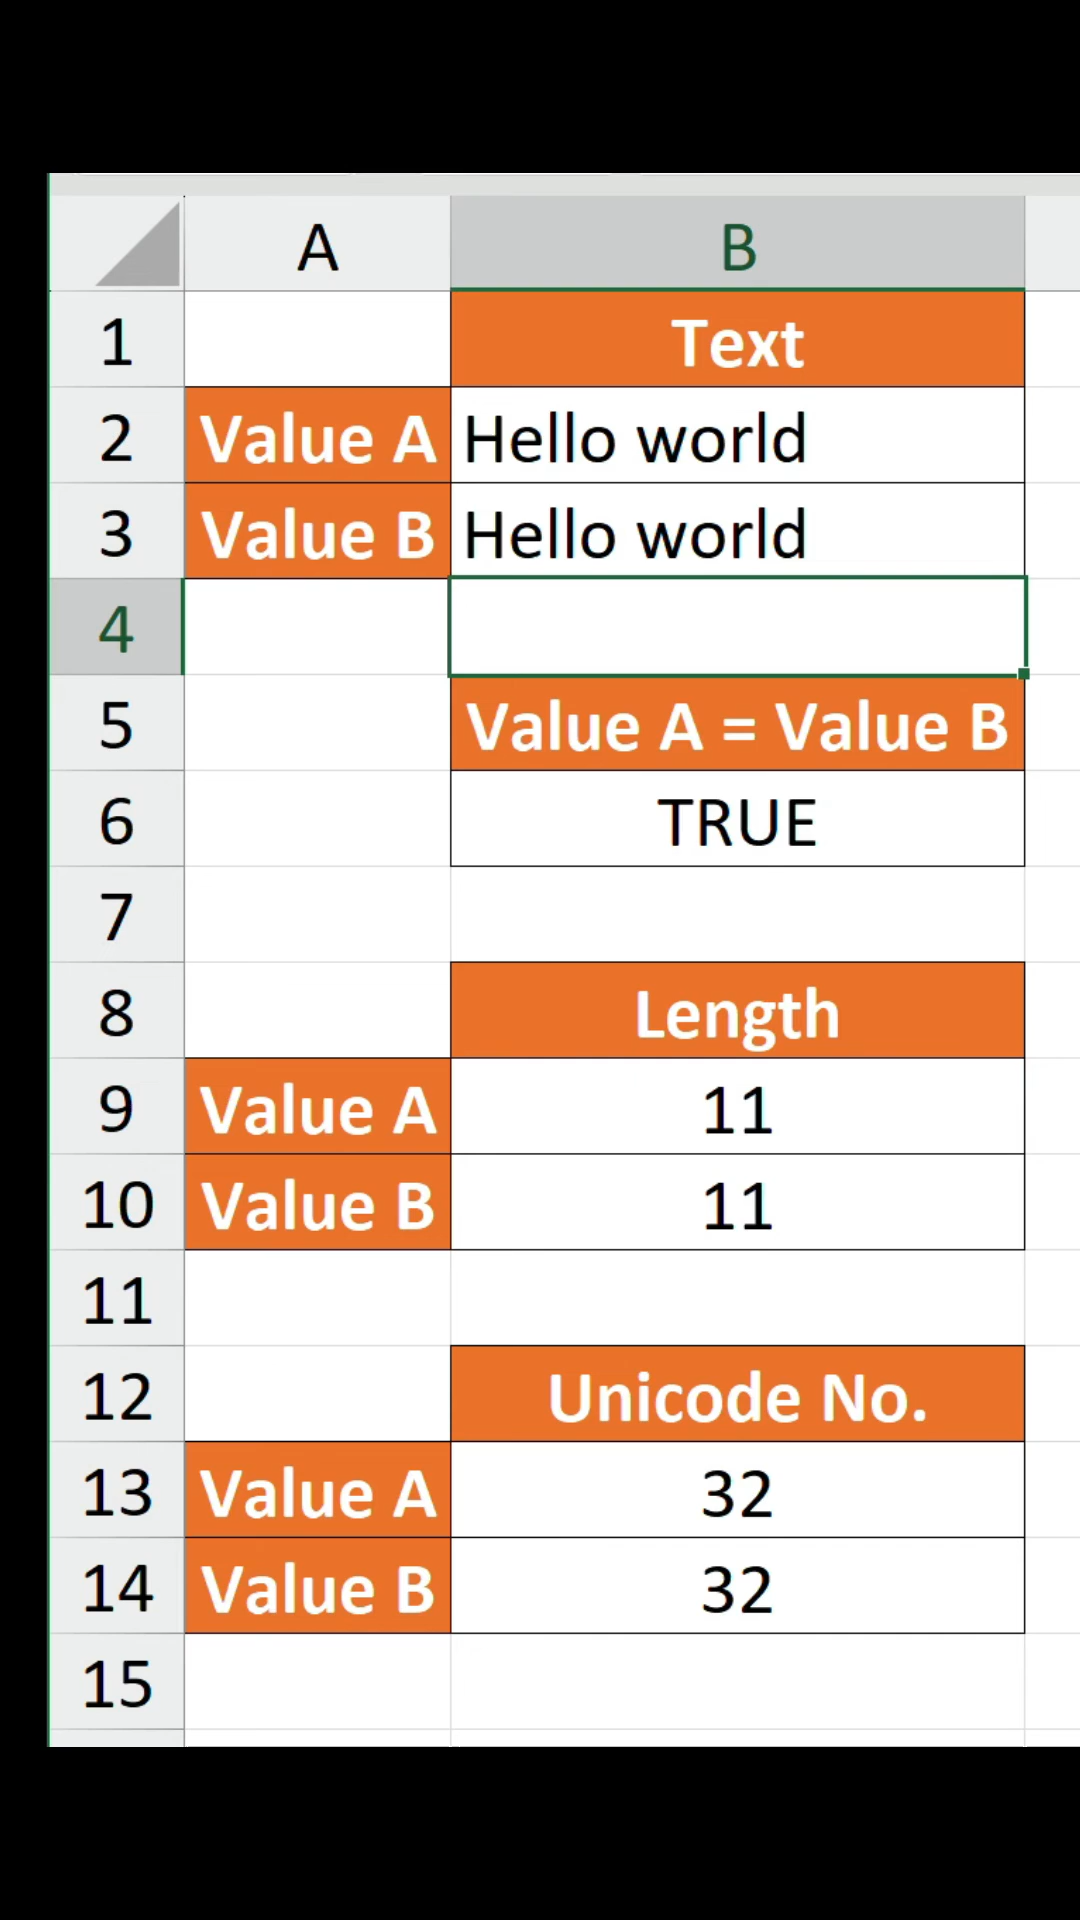 A B
1 Text
2 Value A Hello world
3 Value B Hello world
4
5 Value A = Value B
6 TRUE
7
8 Length
9 Value A 11
10 Value B 11
11
12 Unicode No.
13 Value A 32
14 Value B 32
15